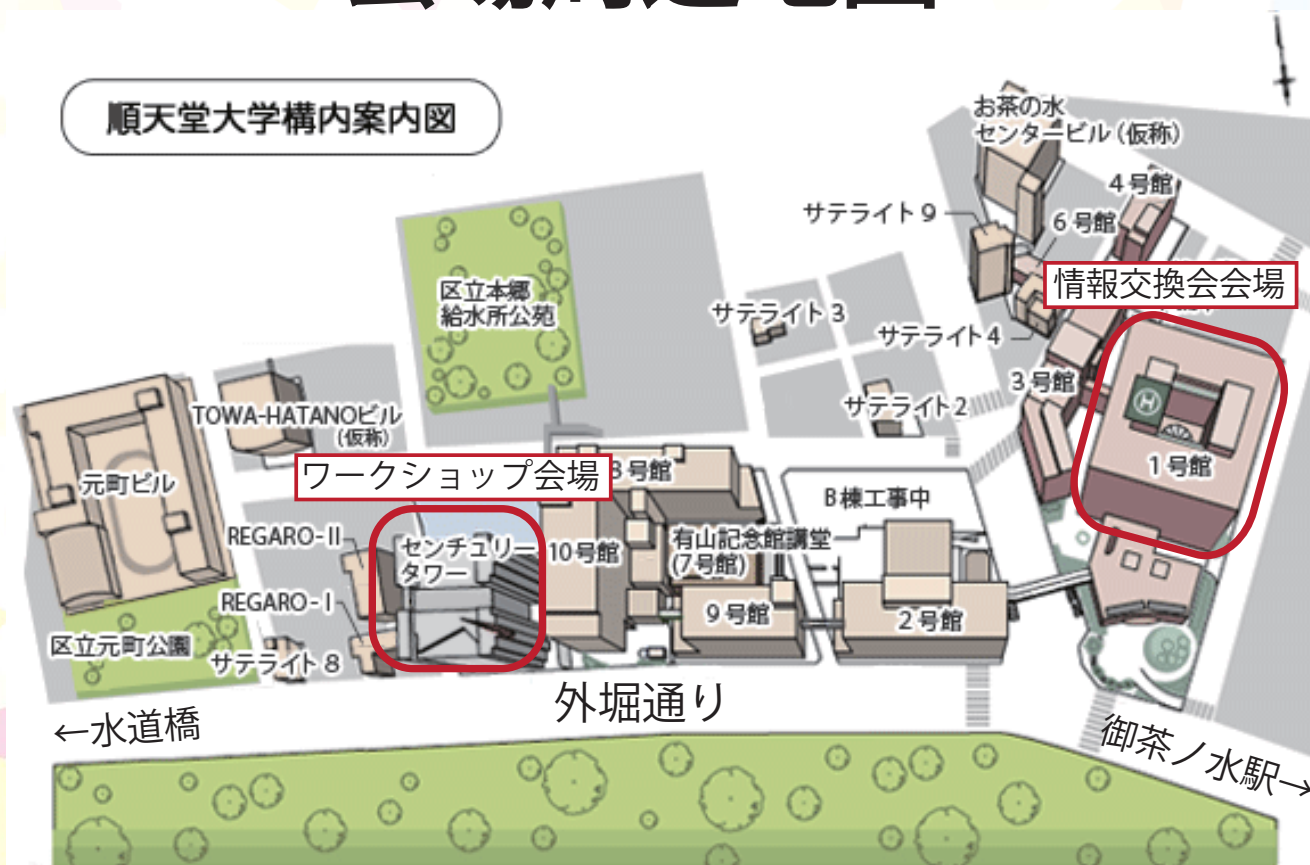 会場周辺地図
順天堂大学構内案内図
お茶の水
センタービル(仮称)
4号館
サテライト9
6号館
情報交換会会場
区立本郷
給水所公苑
サテライト3
サテライト4
3号館
H
1号館
サテライト2
TOWA-HATANOビル
(仮称)
元町ビル
ワークショップ会場
号館
B棟工事中
REGARO-II
センチュリー
タワー
10号館
有山記念館講堂
(7号館)
REGARO-I
9号館
2号館
区立元町公園
サテライト8
外堀通り
←水道橋
御茶ノ水駅→